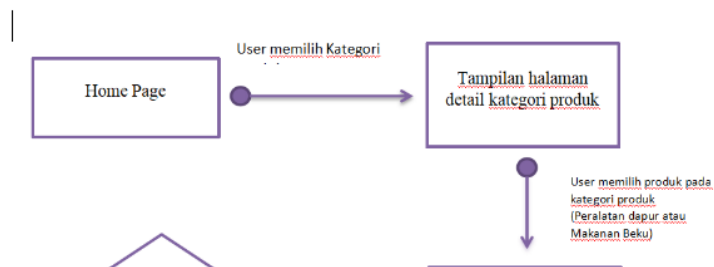 User memilih Kategori
Home Page
Tampilan halaman
detail kategori produk
User memilih produk pada
kategori produk
(Peralatan dapur atau
Makanan Beku)